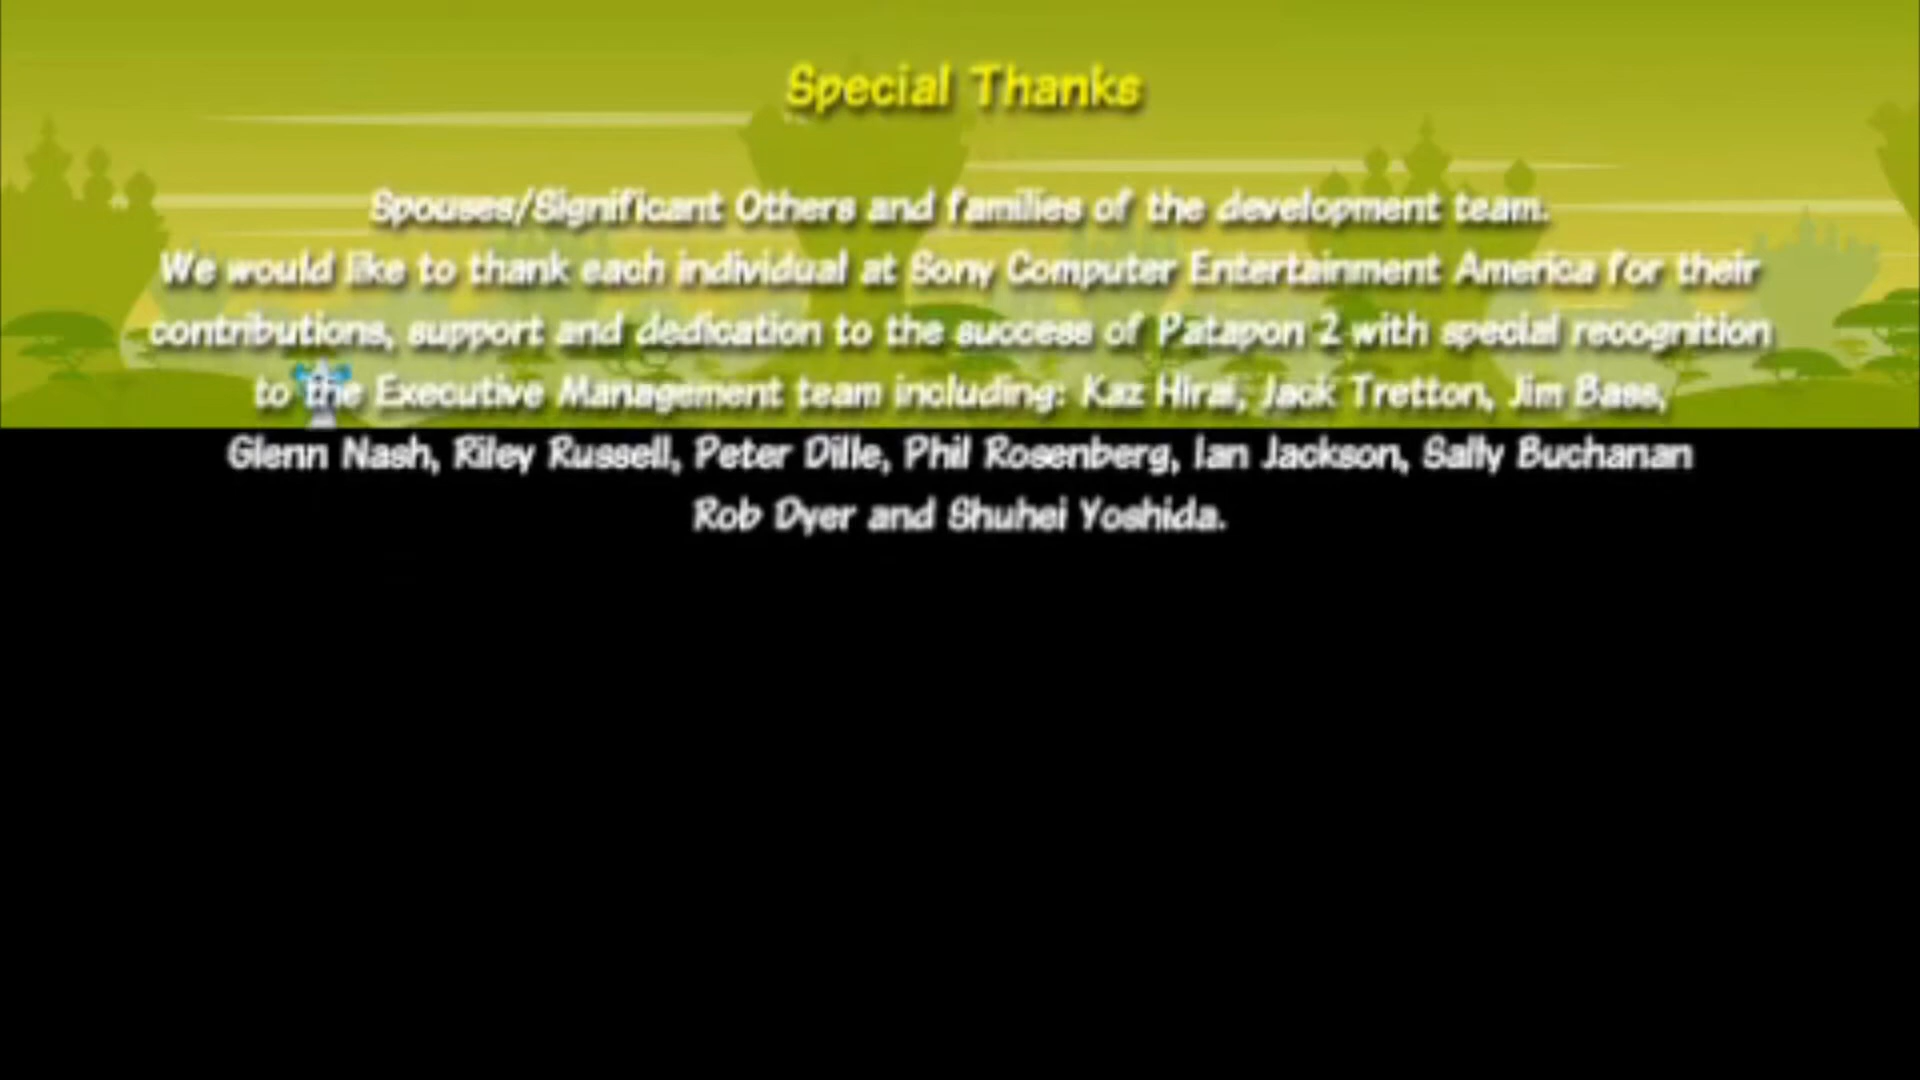 Special Thanks
Spouses/Significant Others and families of the development team.
We would like to thank each individual at Sony Computer Entertainment America for their
contributions, support and dedication to the success of Patapon 2 with special recognition
to the Executive Management team including: Kaz Hirai, Jack Tretton, Jim Bass,
Glenn Nash, Riley Russell, Peter Dille, Phil Rosenberg, Ian Jackson, Sally Buchanan
Rob Dyer and Shuhei Yoshida.